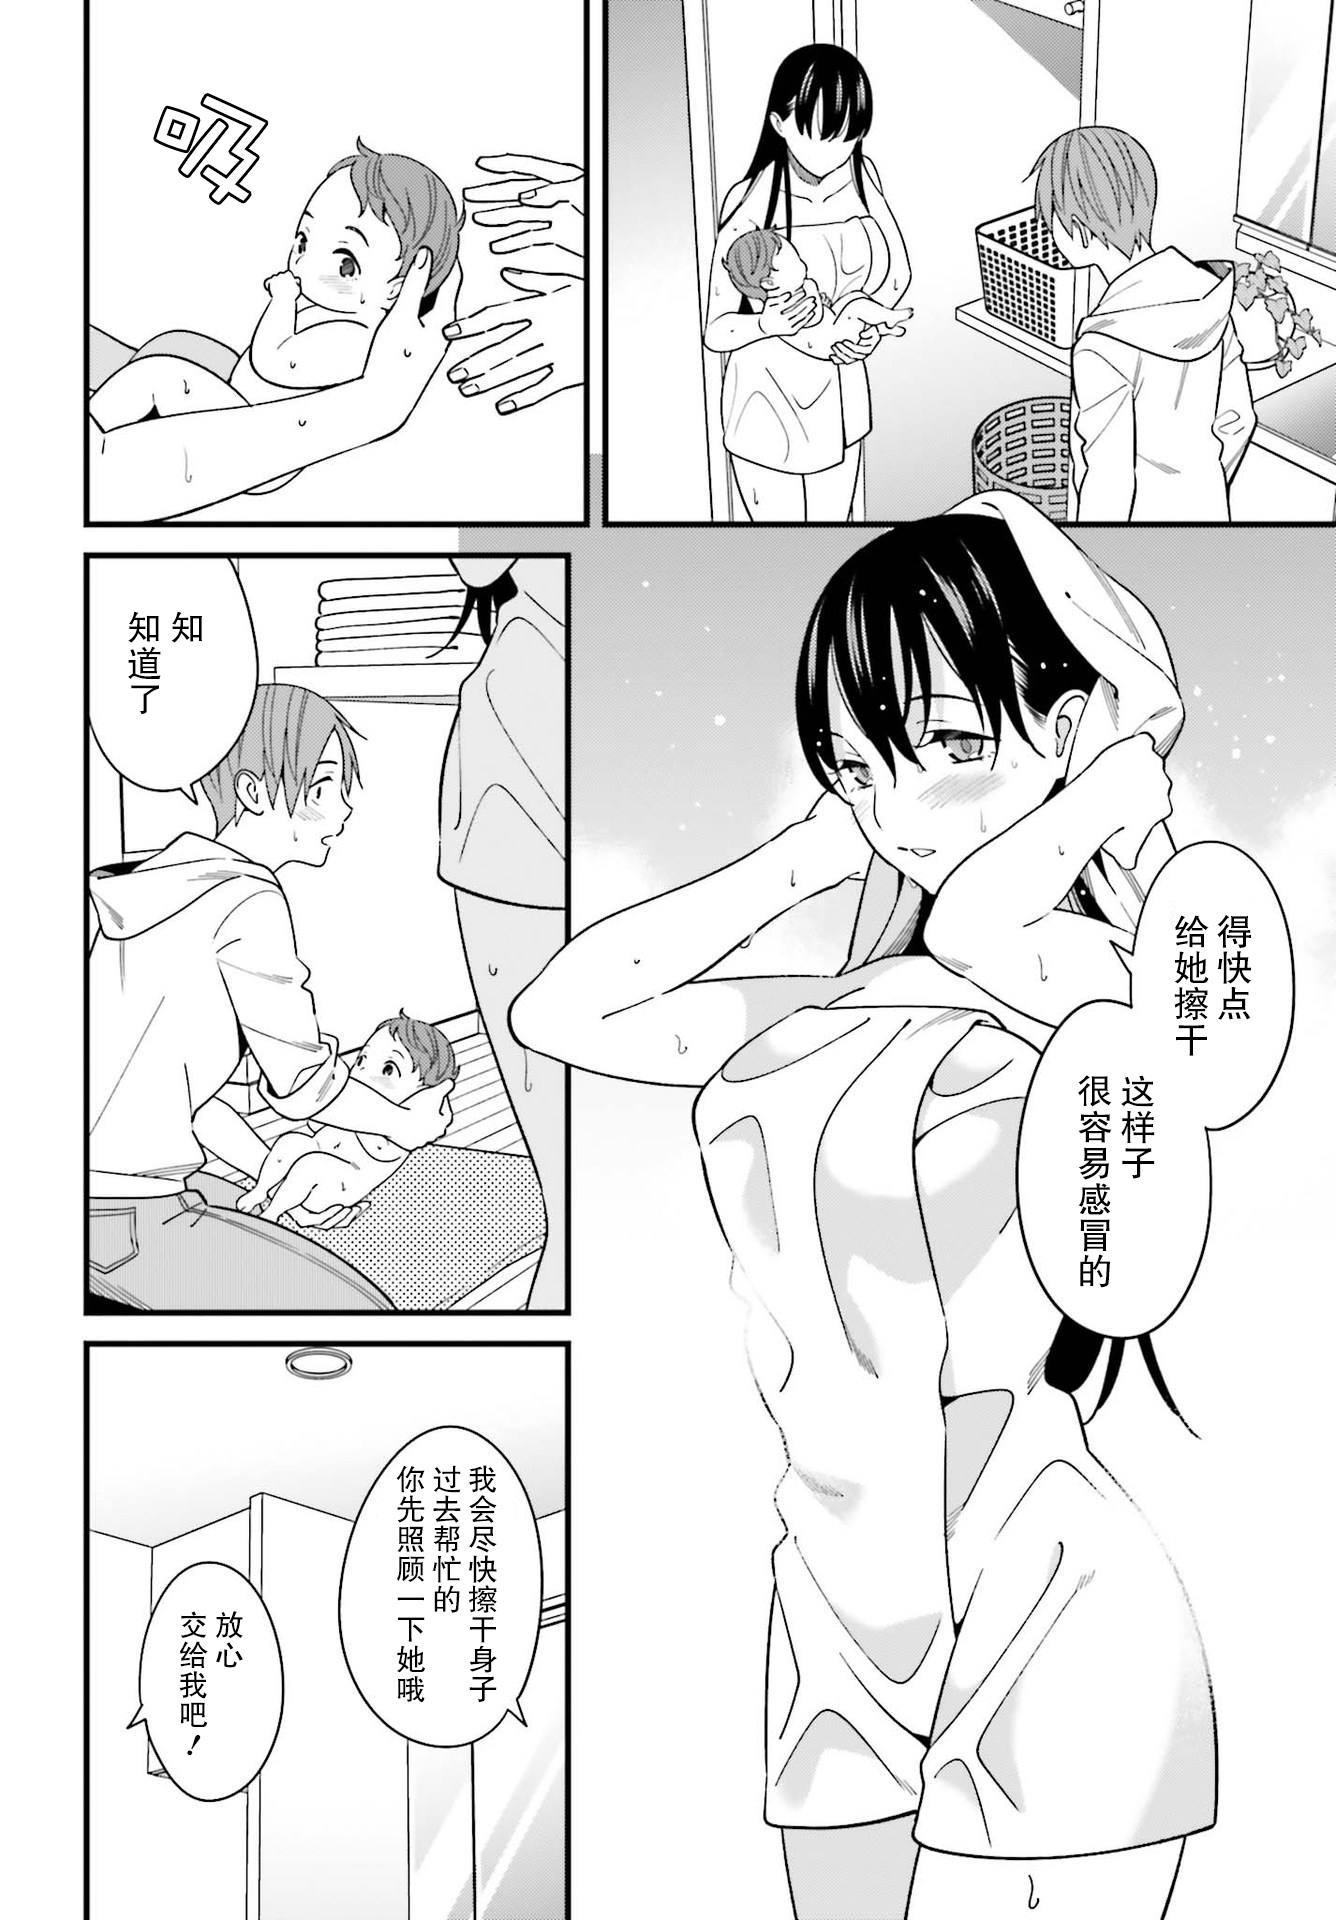 吸
得快点
给她擦干
这样子
很容易感冒的
知
知道了
我会尽快擦干身子
过去帮忙的
你先照顾一下她哦
放心
交给我吧！